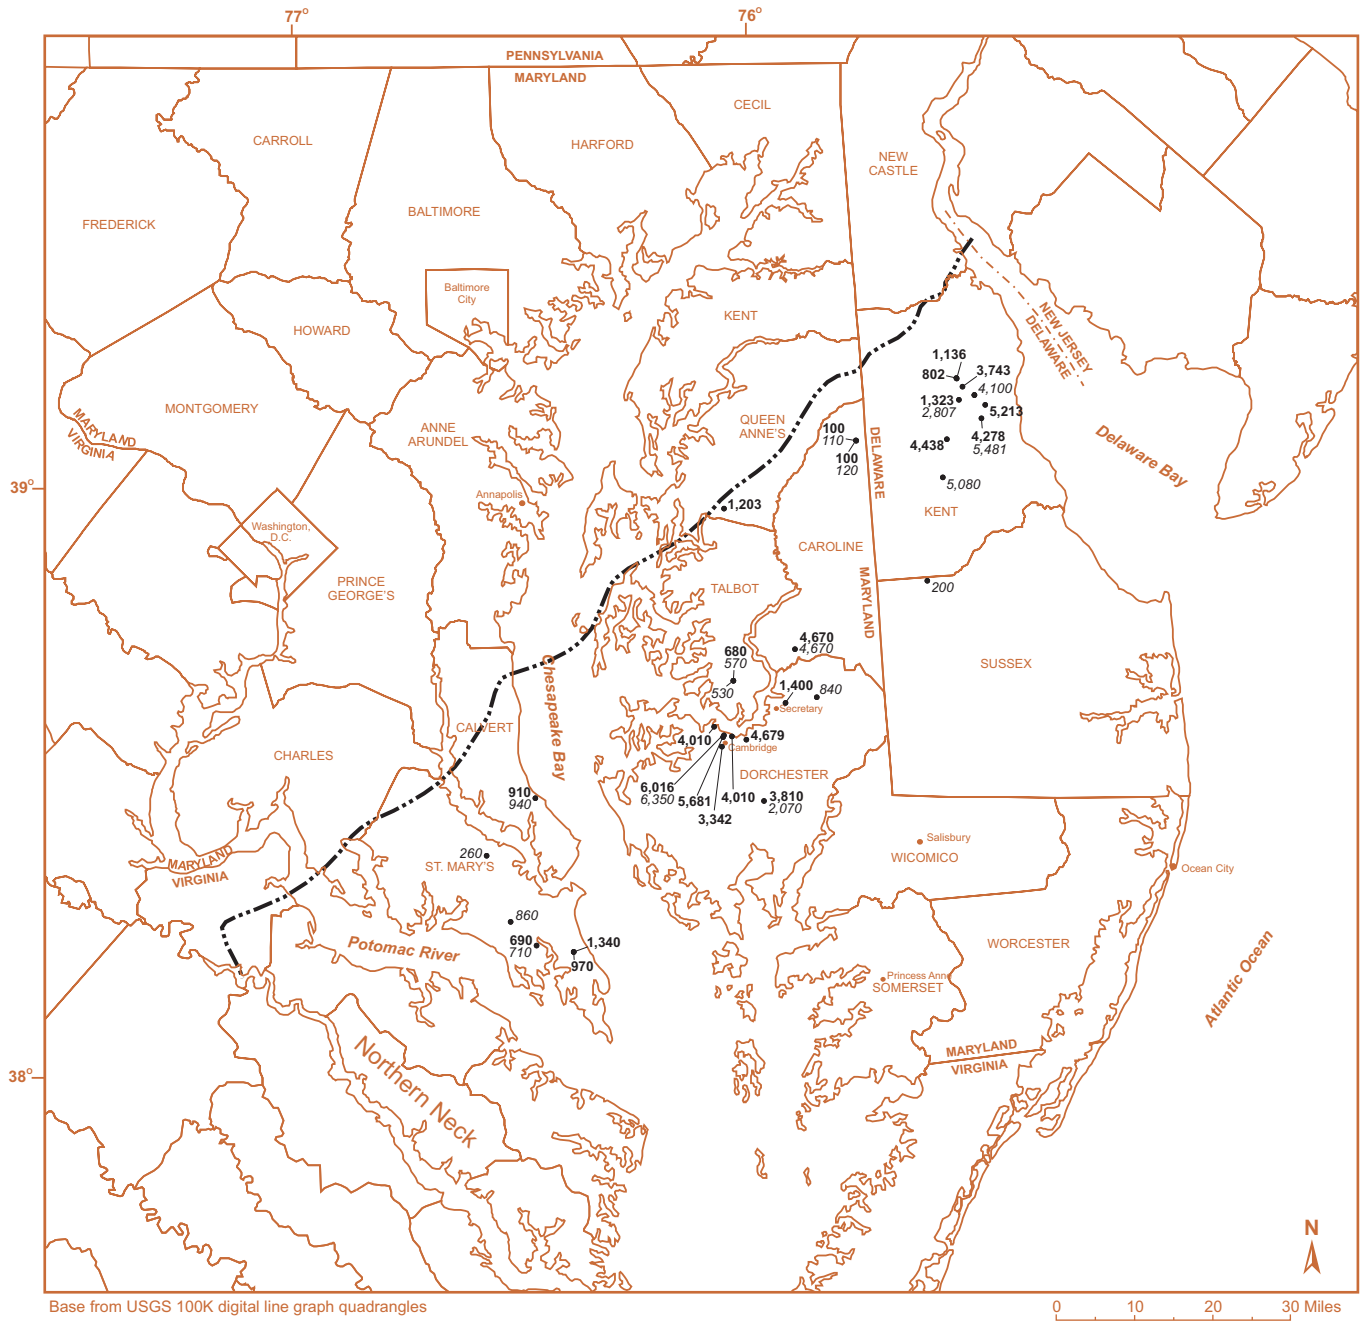 77°
76°
PENNSYLVANIA
MARYLAND
CECIL
CARROLL
HARFORD
NEW
CASTLE
BALTIMORE
FREDERICK
Baltimore
City
KENT
HOWARD
NEW JERSEY
DELAWARE
1,136
802
3,743
4,100
1,323
2,807
5,213
4,278
5,481
4,438
5,080
KENT
MONTGOMERY
MARYLAND
VIRGINIA
ANNE
ARUNDEL
QUEEN
ANNE'S
100
110
100
120
DELAWARE
MARYLAND
Delaware Bay
39°
Annapolis
1,203
Washington,
D.C.
CAROLINE
PRINCE
GEORGE'S
TALBOT
200
4,670
4,670
680
570
530
1,400
840
Secretary
SUSSEX
Chesapeake Bay
CALVERT
CHARLES
4,010
4,679
Cambridge
DORCHESTER
6,016
6,350
5,681
4,010
3,342
3,810
2,070
910
940
260
ST. MARY'S
MARYLAND
VIRGINIA
Salisbury
WICOMICO
Ocean City
860
690
710
1,340
970
Potomac River
WORCESTER
Princess Ann
SOMERSET
Atlantic Ocean
MARYLAND
VIRGINIA
38°
Northern Neck
N
Base from USGS 100K digital line graph quadrangles
0 10 20 30 Miles